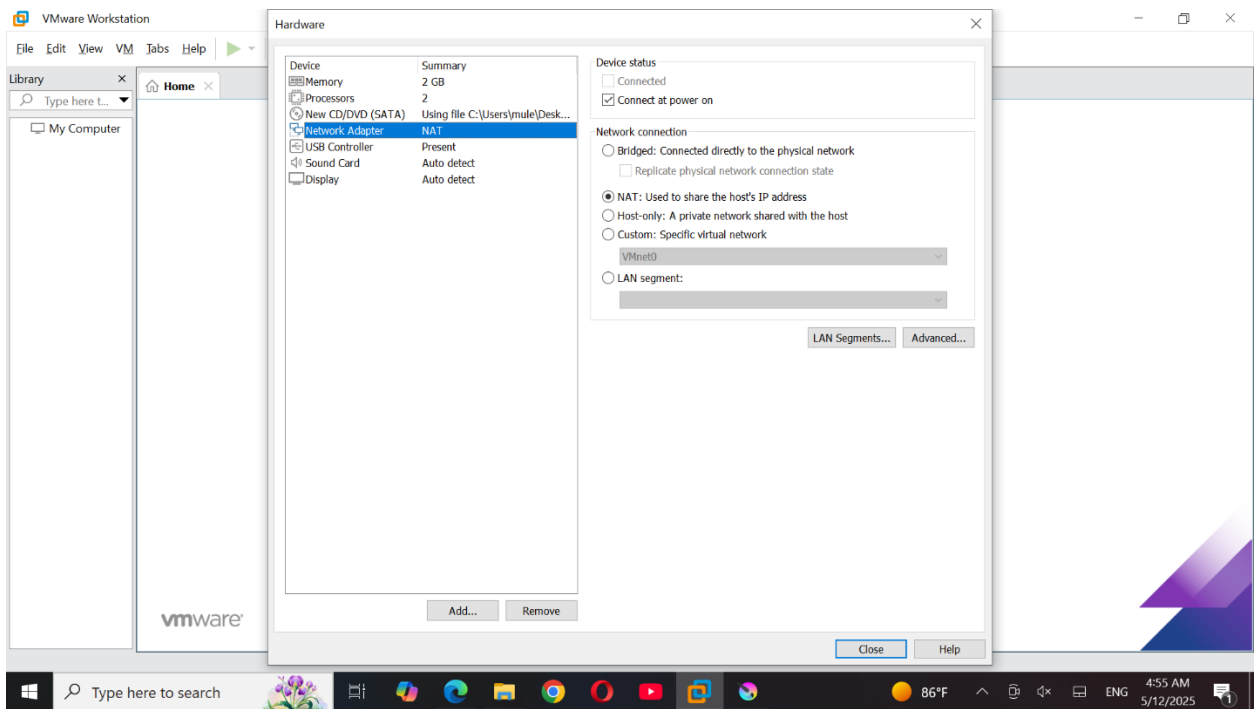 VMware Workstation
File Edit View VM Tabs Help
Library
Type here t...
My Computer
Home
vmware
Hardware
Device Summary
Memory 2 GB
Processors 2
New CD/DVD (SATA) Using file C:\Users\mule\Desk...
Network Adapter NAT
USB Controller Present
Sound Card Auto detect
Display Auto detect
Add... Remove
Device status
Connected
Connect at power on
Network connection
Bridged: Connected directly to the physical network
Replicate physical network connection state
NAT: Used to share the host's IP address
Host-only: A private network shared with the host
Custom: Specific virtual network
VMnet0
LAN segment:
LAN Segments... Advanced...
Close Help
Type here to search
86°F
ENG
4:55 AM
5/12/2025
1